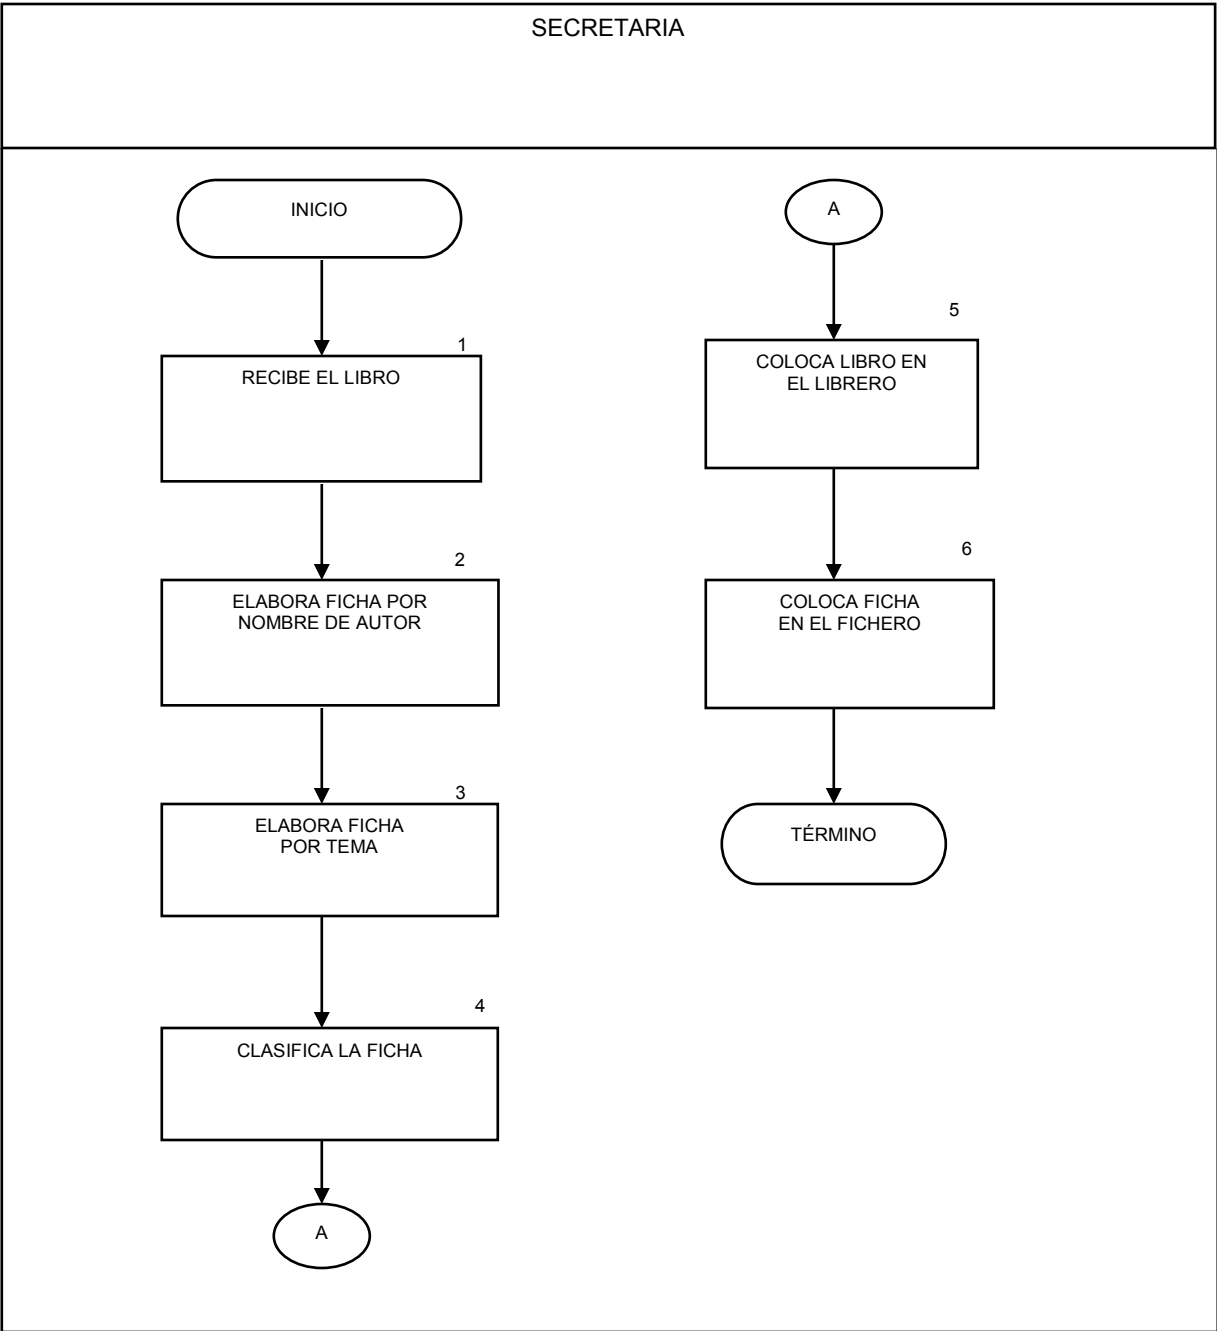 SECRETARIA
INICIO
1
RECIBE EL LIBRO
2
ELABORA FICHA POR
NOMBRE DE AUTOR
3
ELABORA FICHA
POR TEMA
4
CLASIFICA LA FICHA
A
A
5
COLOCA LIBRO EN
EL LIBRERO
6
COLOCA FICHA
EN EL FICHERO
TÉRMINO